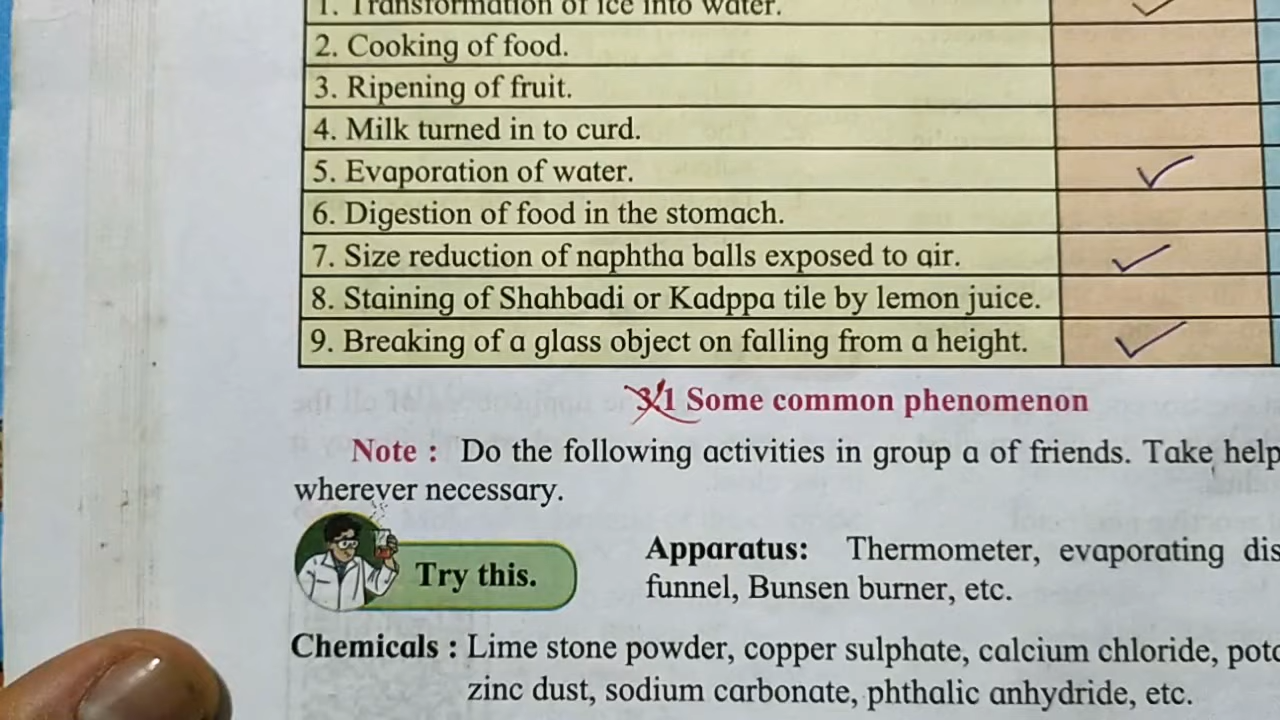 1. Transformation of ice into water.
2. Cooking of food.
3. Ripening of fruit.
4. Milk turned in to curd.
5. Evaporation of water.
6. Digestion of food in the stomach.
7. Size reduction of naphtha balls exposed to air.
8. Staining of Shahbadi or Kadppa tile by lemon juice.
9. Breaking of a glass object on falling from a height.
3.1 Some common phenomenon
Note : Do the following activities in group a of friends. Take help
wherever necessary.
Try this.
Apparatus: Thermometer, evaporating
funnel, Bunsen burner, etc.
Chemicals : Lime stone powder, copper sulphate, calcium chloride,
zinc dust, sodium carbonate, phthalic anhydride, etc.